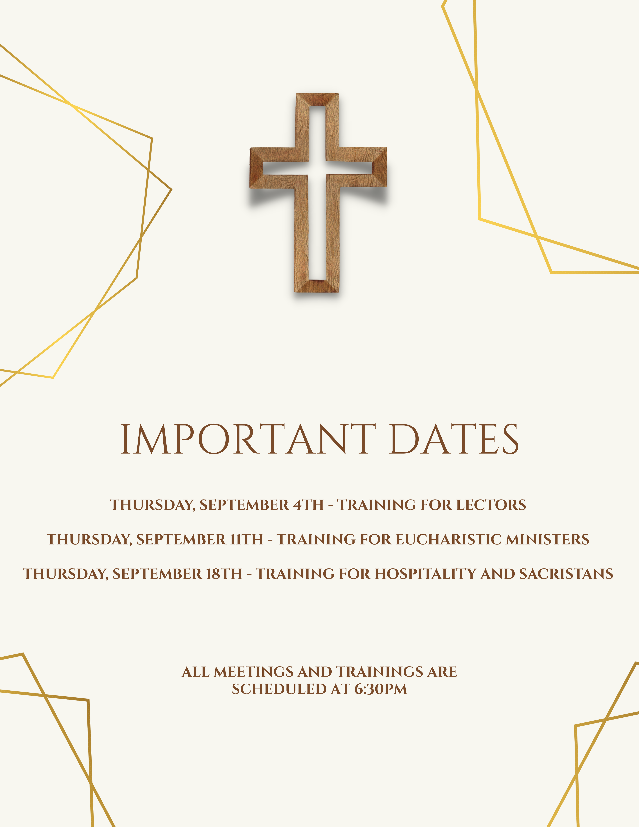 IMPORTANT DATES
THURSDAY, SEPTEMBER 4TH - TRAINING FOR LECTORS
THURSDAY, SEPTEMBER 11TH - TRAINING FOR EUCHARISTIC MINISTERS
THURSDAY, SEPTEMBER 18TH - TRAINING FOR HOSPITALITY AND SACRISTANS
ALL MEETINGS AND TRAININGS ARE
SCHEDULED AT 6:30PM